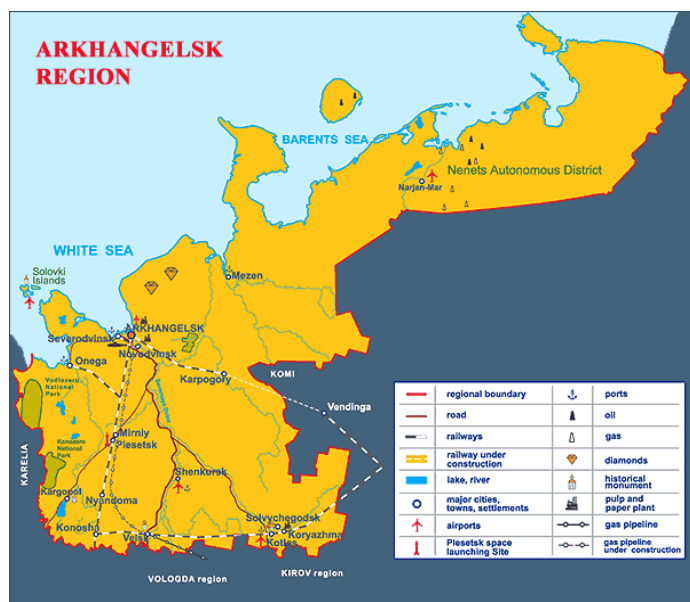 ARKHANGELSK
REGION
BARENTS SEA
Nenets Autonomous District
Narjan-Mar
WHITE SEA
Solovki
Islands
Mezen
ARKHANGELSK
Severodvinsk
Novodvinsk
Onega
Karpogory
KOMI
Vodlozero
National
Park
Vendinga
Mirniy
Plesetsk
Kenozero
National
Park
KARELIA
Shenkursk
Kargopol
Nyandoma
Konosha
Velsk
Solvychegodsk
Koryazhma
Kotlas
VOLOGDA region
KIROV region
regional boundary
road
railways
railway under
construction
lake, river
major cities,
towns, settlements
airports
Plesetsk space
launching Site
ports
oil
gas
diamonds
historical
monument
pulp and
paper plant
gas pipeline
gas pipeline
under construction